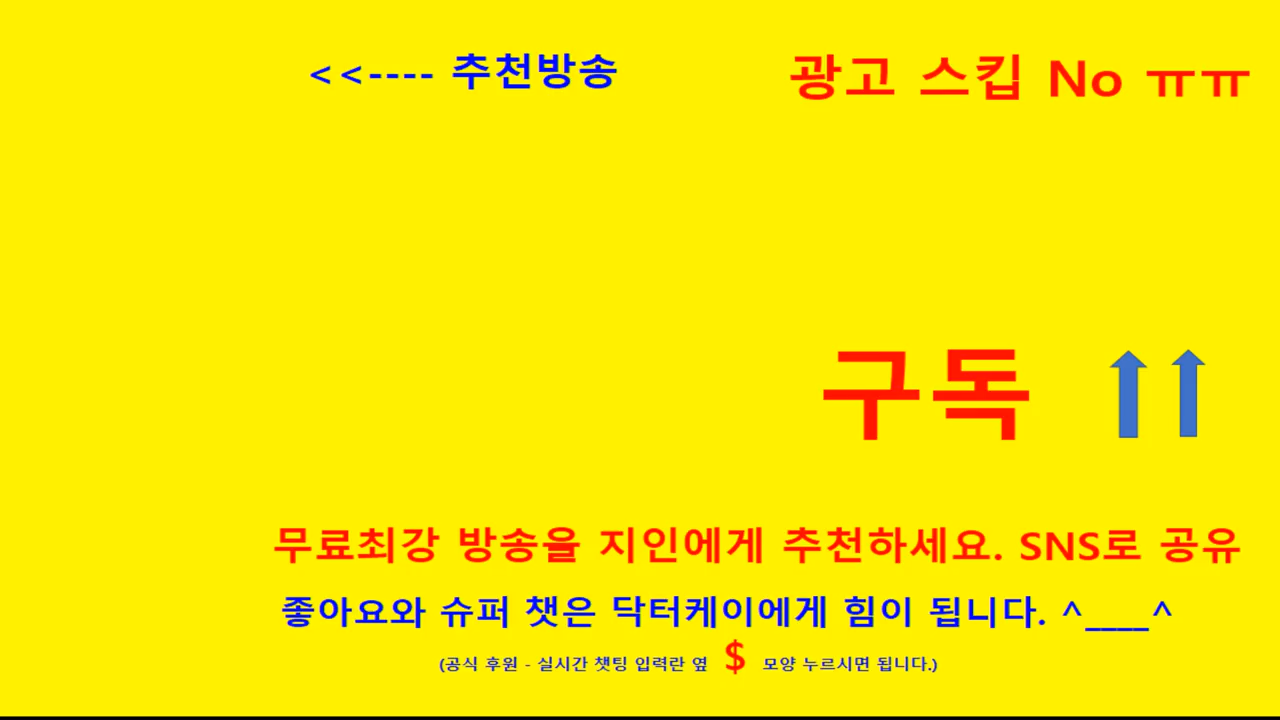 <<---- 추천방송
광고 스킵 No ㅠㅠ
구독
무료최강 방송을 지인에게 추천하세요. SNS로 공유
좋아요와 슈퍼 챗은 닥터케이에게 힘이 됩니다. ^____^
(공식 후원 - 실시간 챗팅 입력란 옆 $ 모양 누르시면 됩니다.)